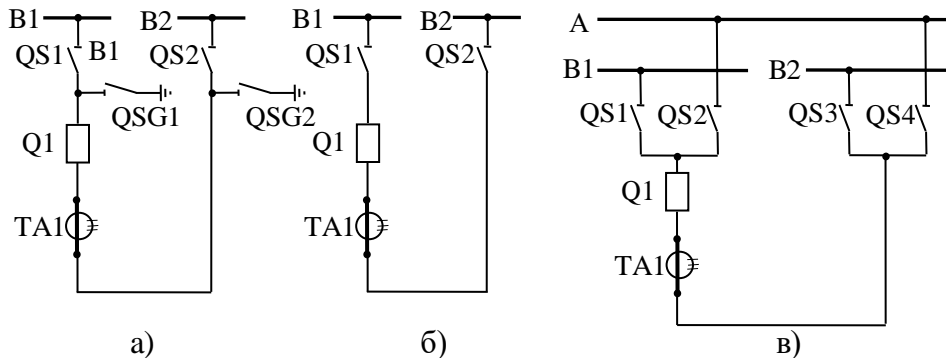 B1 B2 B1 B2
QS1 B1 QS2 QS1 QS2
QSG1 QSG2
Q1 Q1
TA1 TA1
а) б)
A
B1 B2
QS1 QS2 QS3 QS4
Q1
TA1
в)